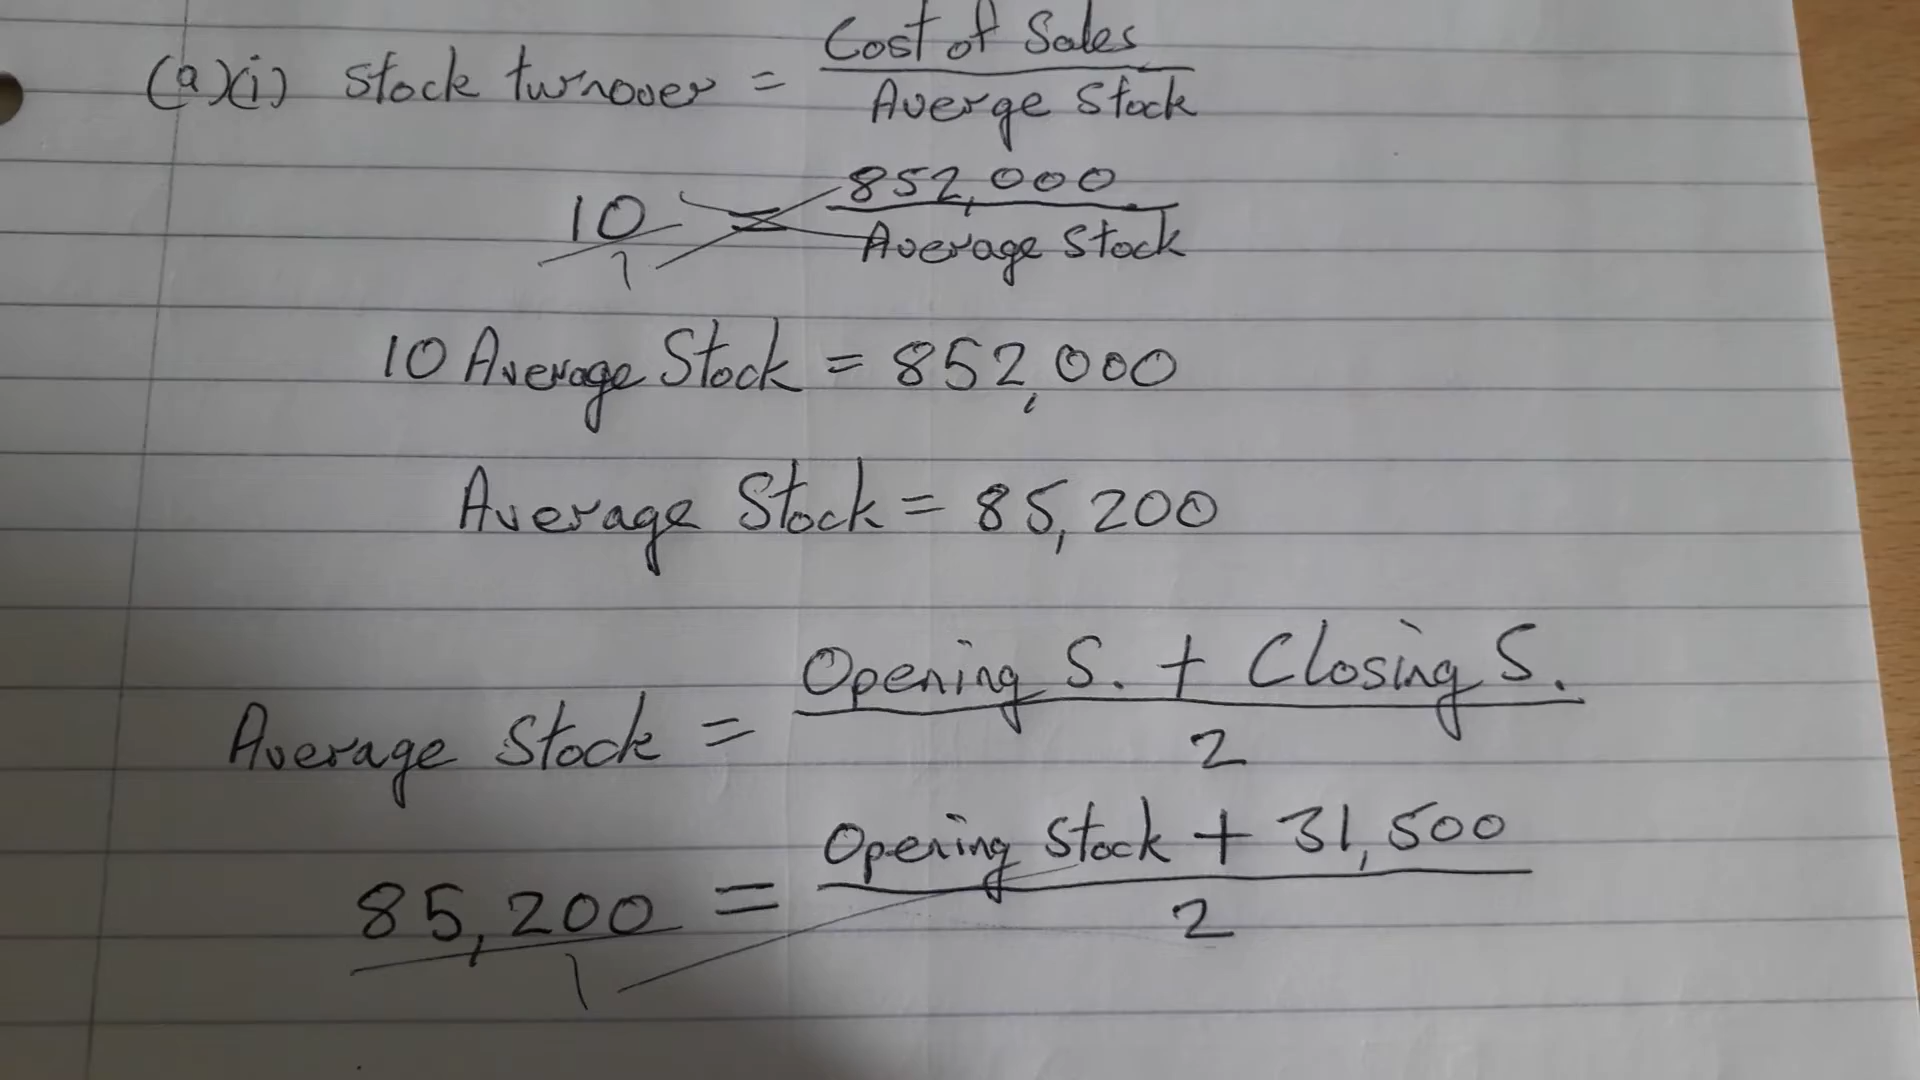 (a)(i) Stock turnover = Cost of Sales / Averge Stock
10 / 1 = 852,000 / Average Stock
10 Average Stock = 852,000
Average Stock = 85,200
Average Stock = Opening S. + Closing S. / 2
85,200 / 1 = Opening Stock + 31,500 / 2